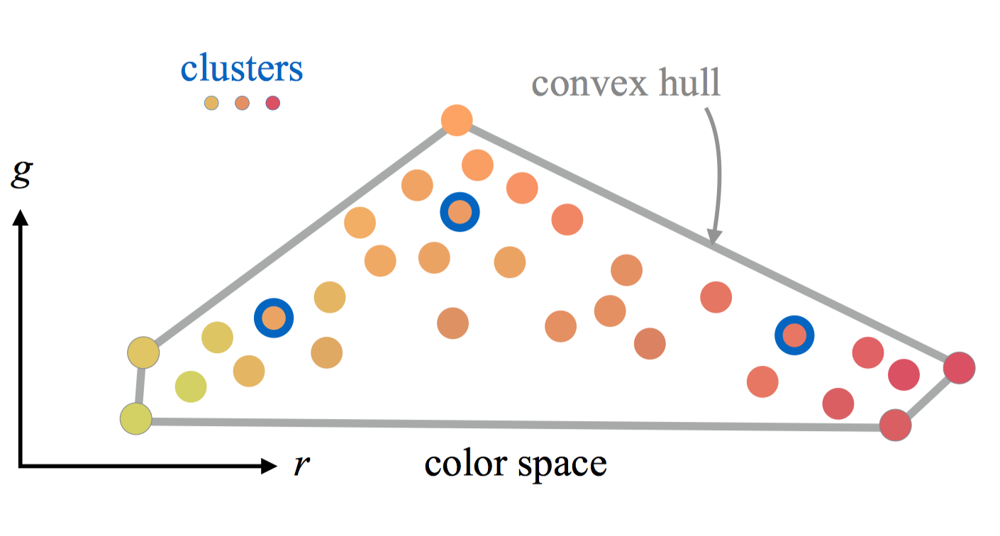 clusters
convex hull
g
r
color space